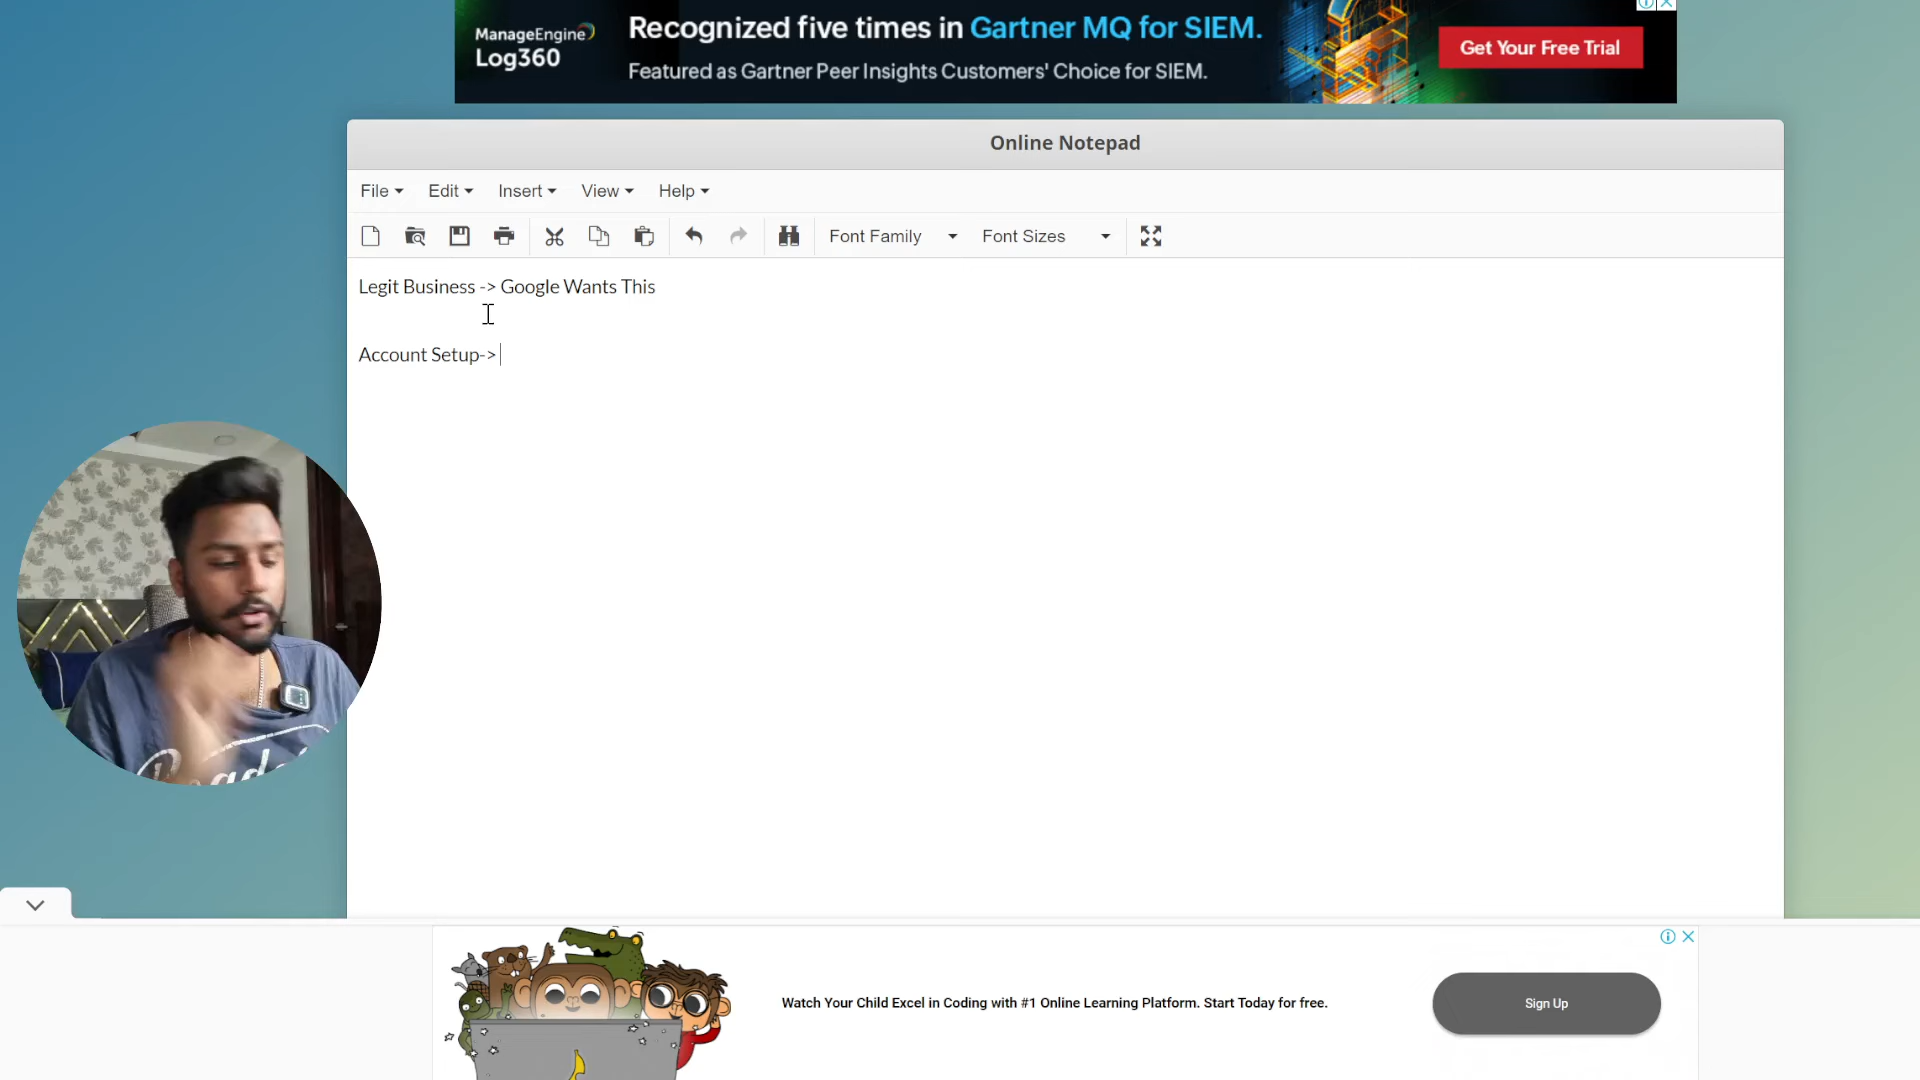 ManageEngine
Log360
Recognized five times in Gartner MQ for SIEM.
Featured as Gartner Peer Insights Customers' Choice for SIEM.
Get Your Free Trial
Online Notepad
File Edit Insert View Help
Font Family Font Sizes
Legit Business -> Google Wants This
Account Setup->
Watch Your Child Excel in Coding with #1 Online Learning Platform. Start Today for free.
Sign Up